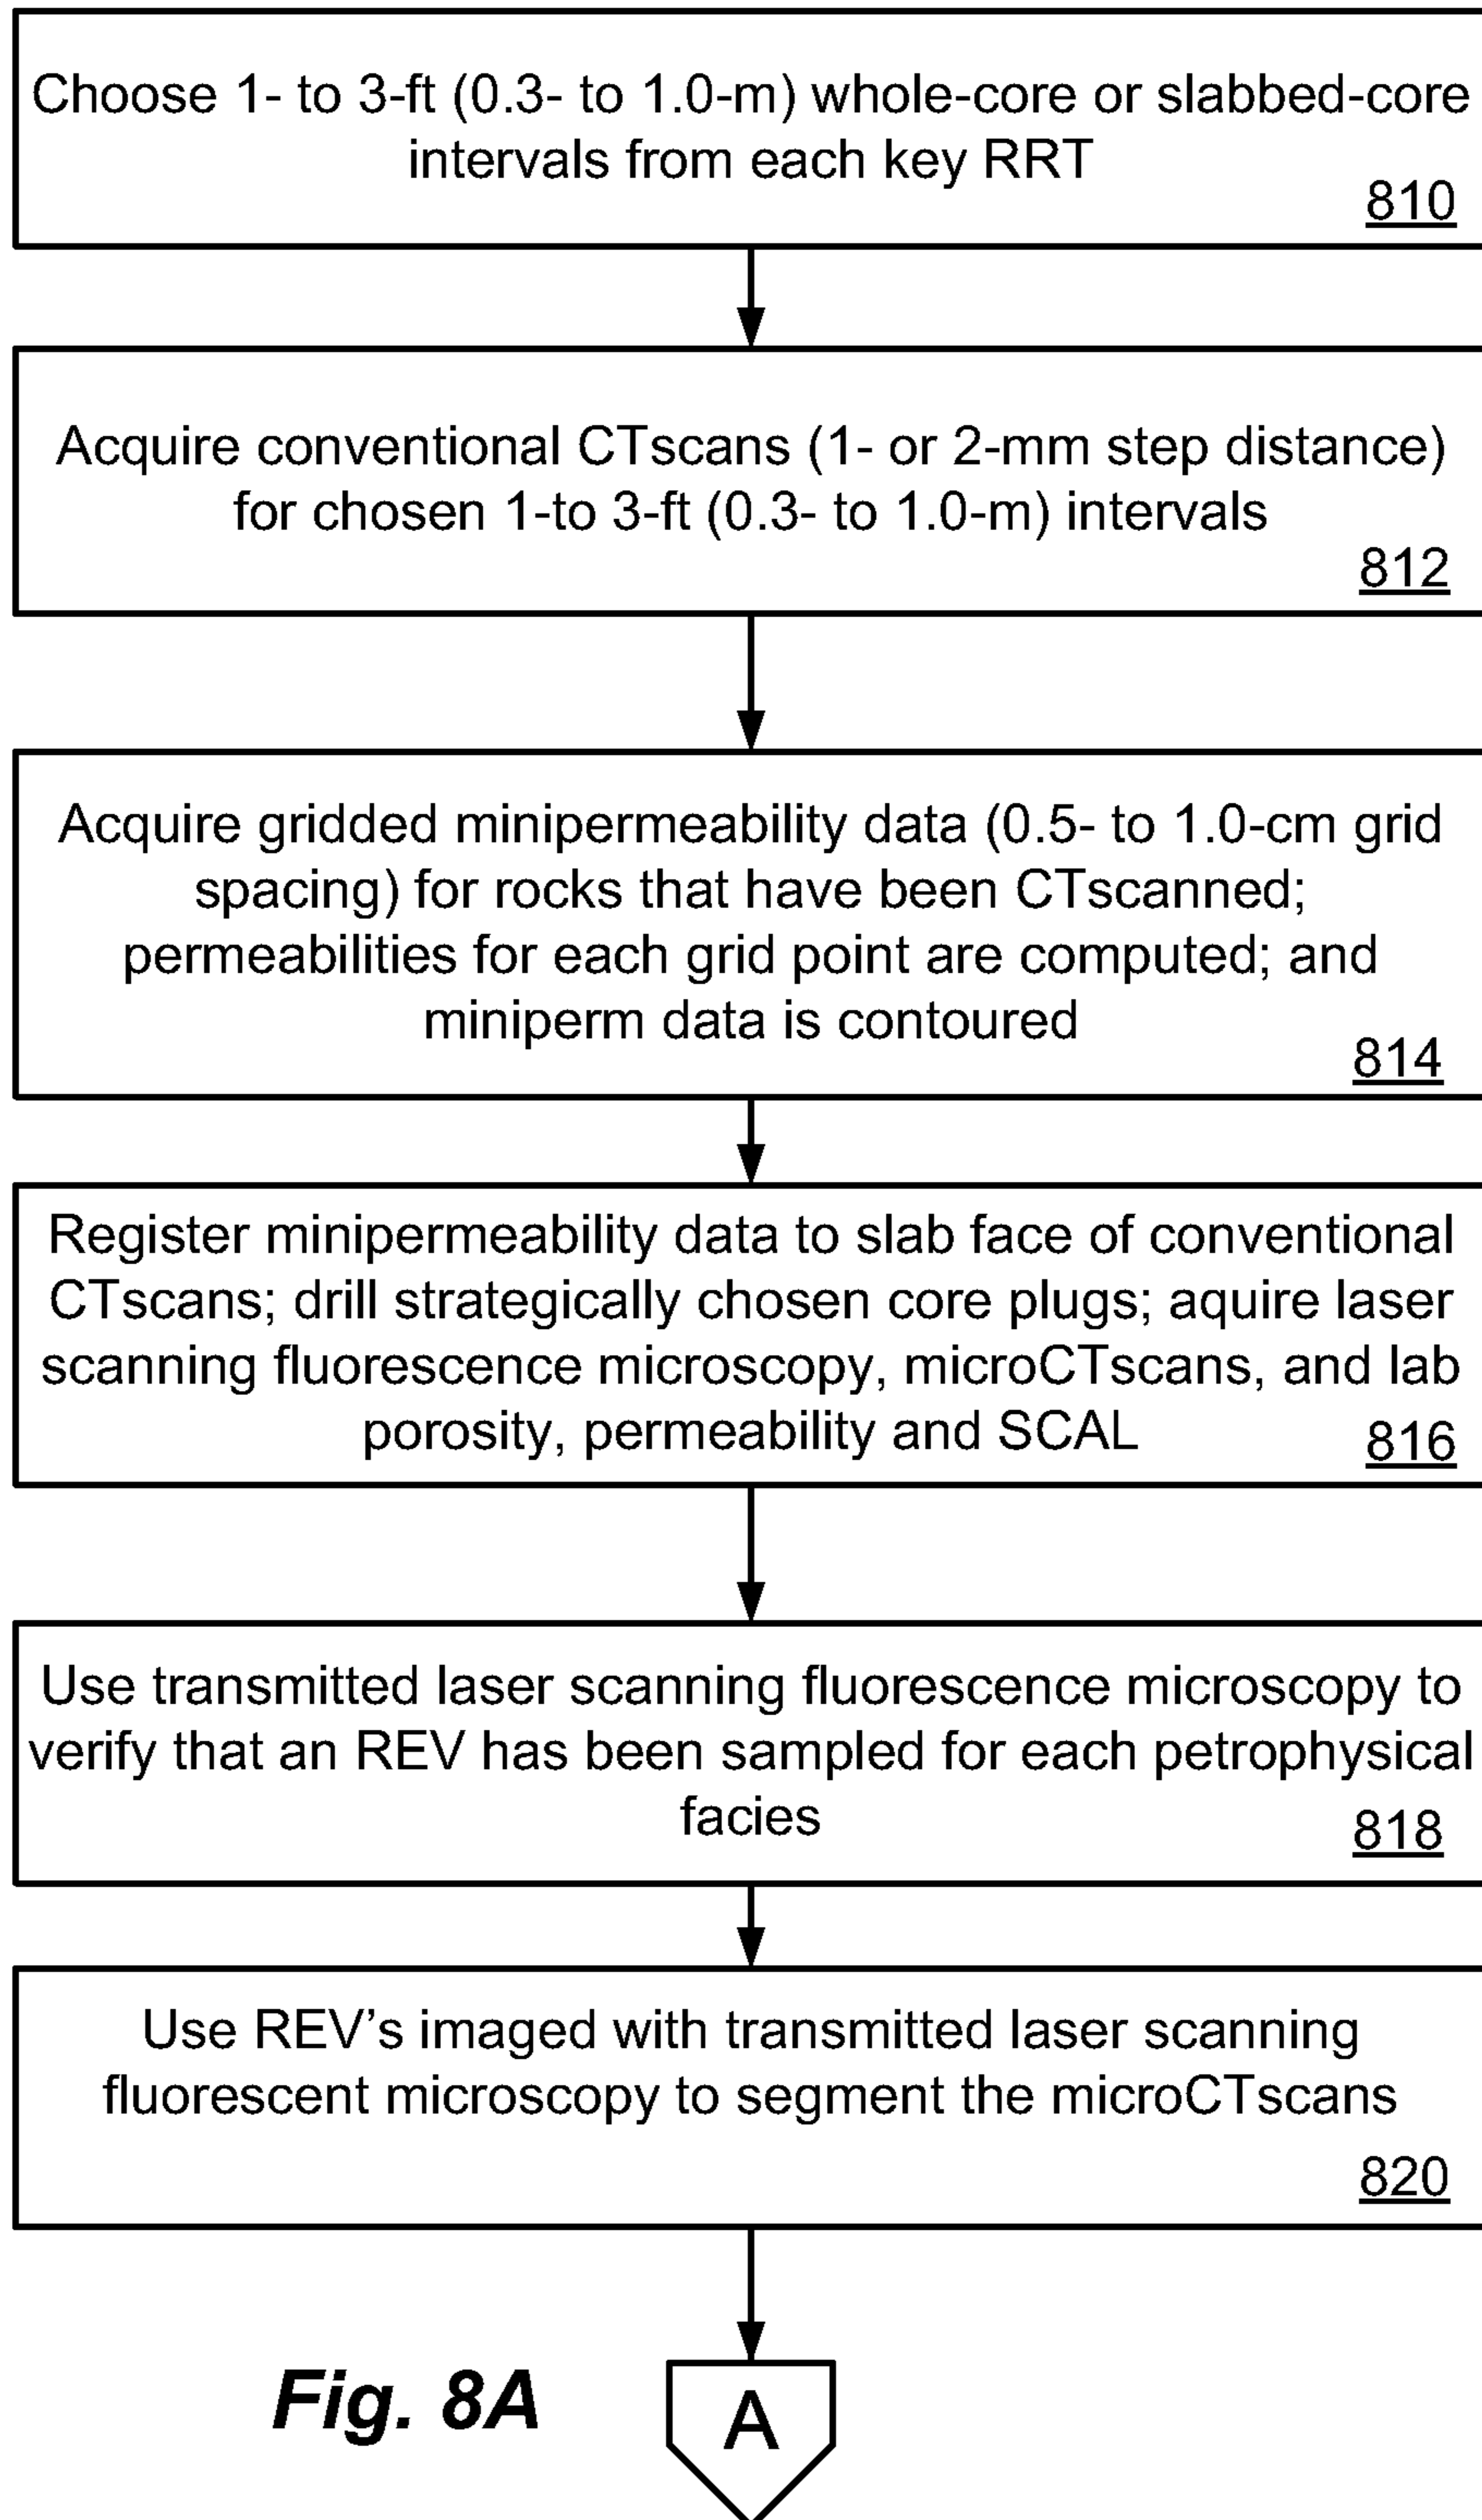 Choose 1- to 3-ft (0.3- to 1.0-m) whole-core or slabbed-core
intervals from each key RRT
810
Acquire conventional CTscans (1- or 2-mm step distance)
for chosen 1-to 3-ft (0.3- to 1.0-m) intervals
812
Acquire gridded minipermeability data (0.5- to 1.0-cm grid
spacing) for rocks that have been CTscanned;
permeabilities for each grid point are computed; and
miniperm data is contoured
814
Register minipermeability data to slab face of conventional
CTscans; drill strategically chosen core plugs; aquire laser
scanning fluorescence microscopy, microCTscans, and lab
porosity, permeability and SCAL
816
Use transmitted laser scanning fluorescence microscopy to
verify that an REV has been sampled for each petrophysical
facies
818
Use REV’s imaged with transmitted laser scanning
fluorescent microscopy to segment the microCTscans
820
Fig. 8A
A